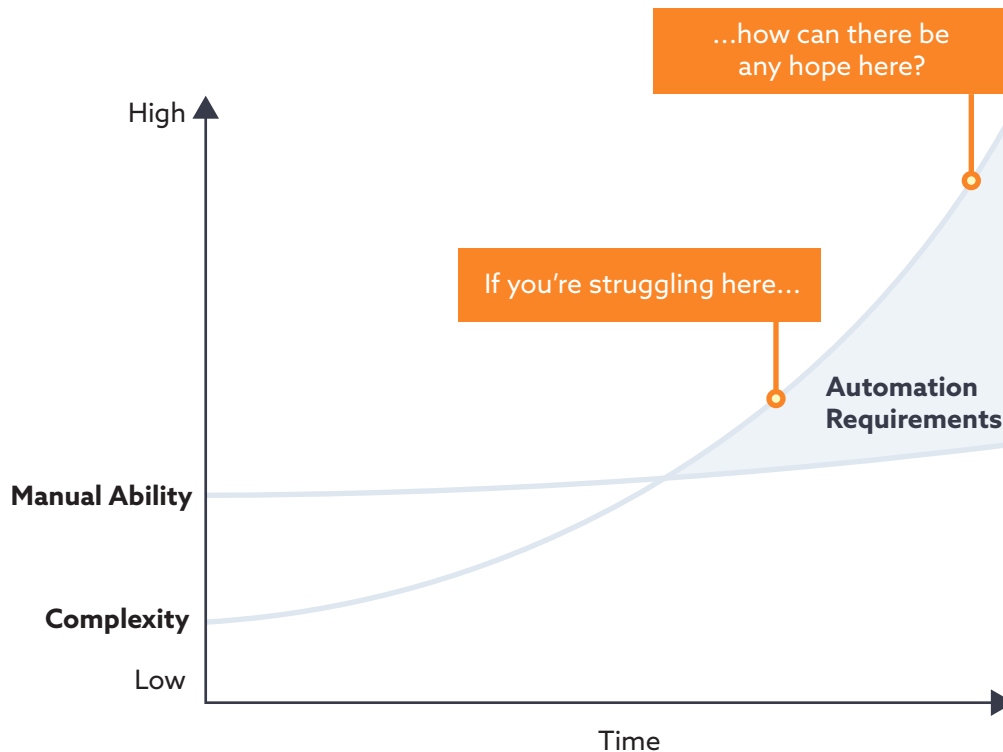 …how can there be
any hope here?
High
If you’re struggling here…
Automation
Requirements
Manual Ability
Complexity
Low
Time